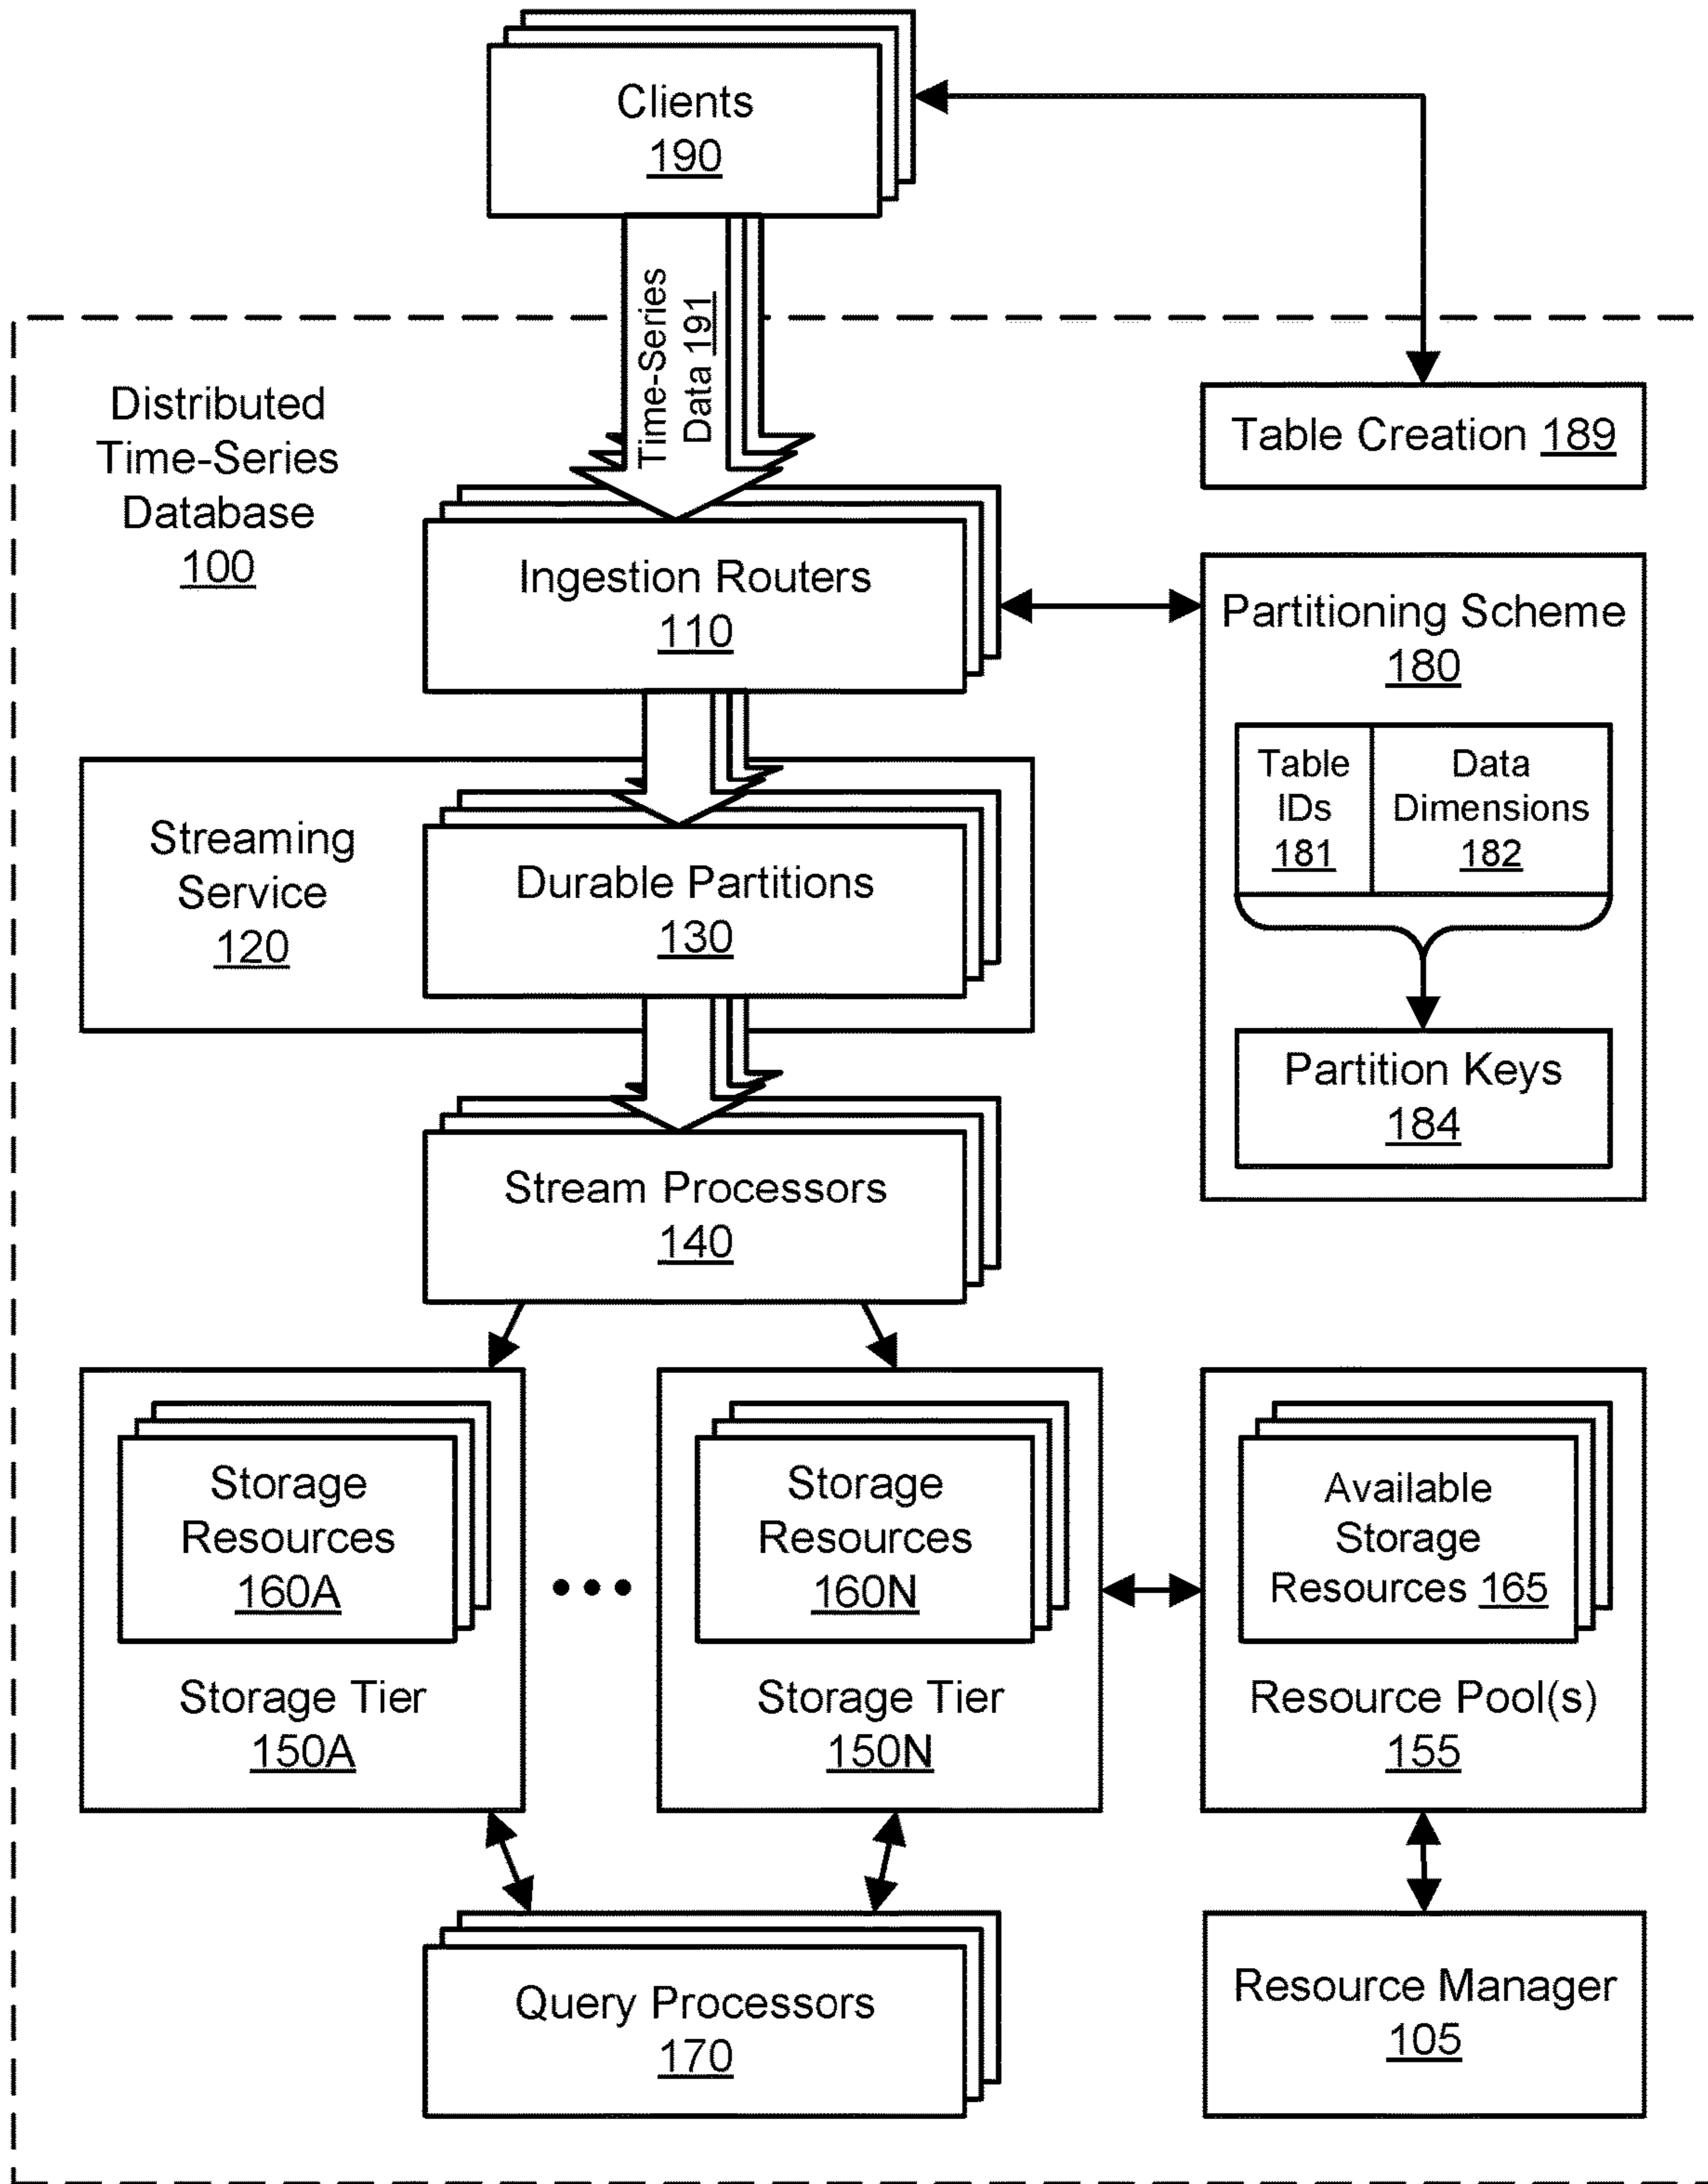 Clients
190
Time-Series
Data 191
Distributed
Time-Series
Database
100
Table Creation 189
Ingestion Routers
110
Partitioning Scheme
180
Table
IDs
181
Data
Dimensions
182
Streaming
Service
120
Durable Partitions
130
Partition Keys
184
Stream Processors
140
Storage
Resources
160A
Storage Tier
150A
Storage
Resources
160N
Storage Tier
150N
Available
Storage
Resources 165
Resource Pool(s)
155
Query Processors
170
Resource Manager
105